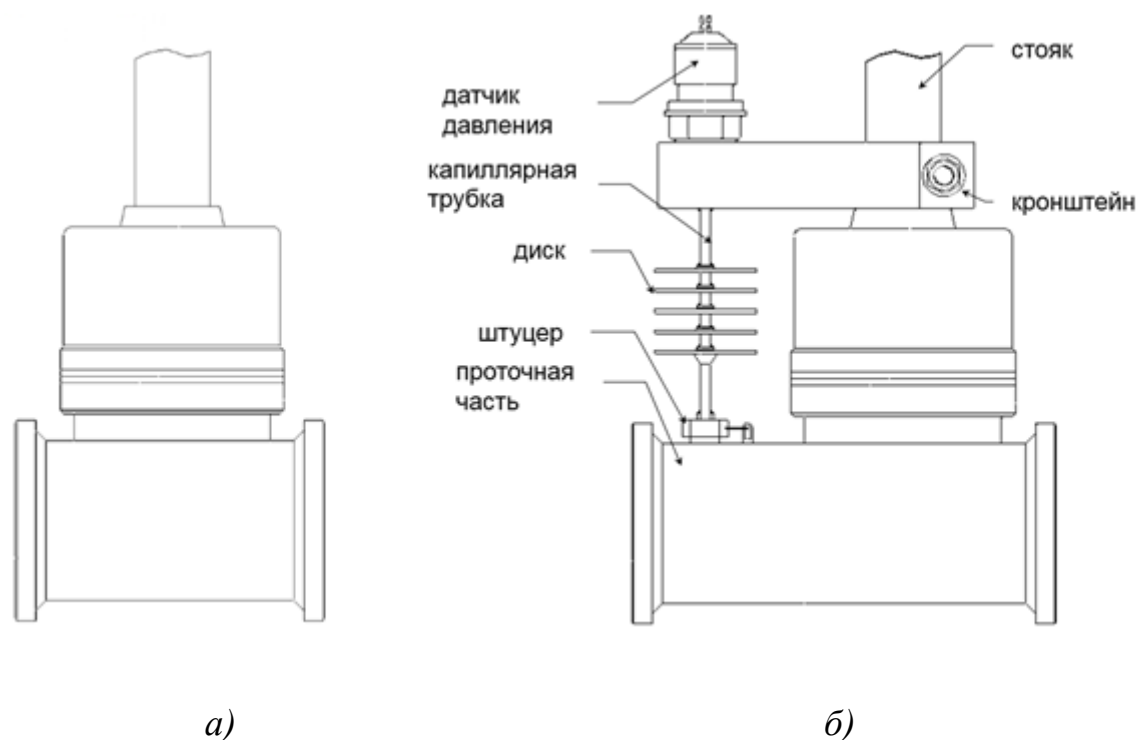 стояк
датчик
давления
капиллярная
трубка
кронштейн
диск
штуцер
проточная
часть
а)
б)